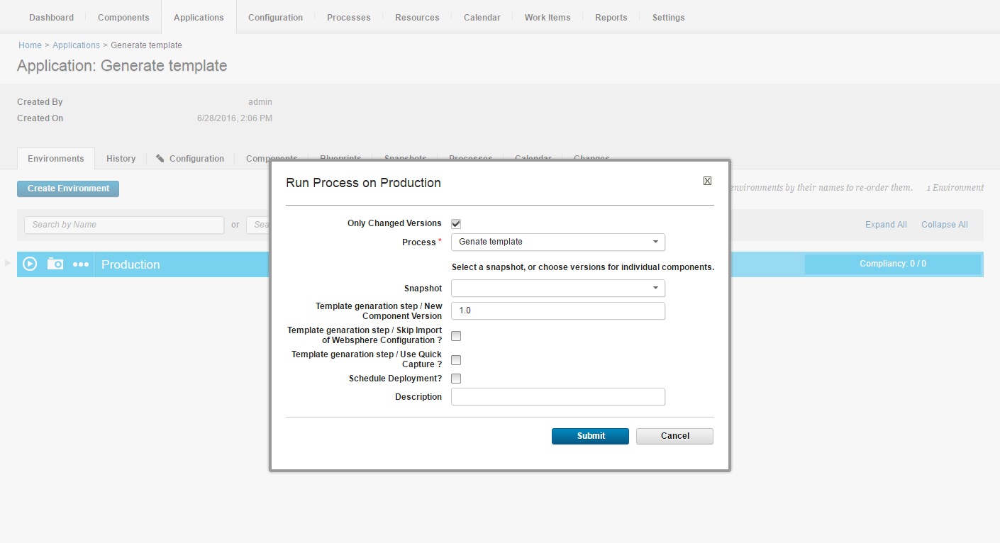 Dashboard Components Applications Configuration Processes Resources Calendar Work Items Reports Settings
Home > Applications > Generate template
Application: Generate template
Created By admin
Created On 6/28/2016, 2:06 PM
Environments History Configuration Components Blueprints Snapshots Processes Calendar Changes
Create Environment
environments by their names to re-order them. 1 Environment
Search by Name or Sea
Expand All Collapse All
Production
Compliancy: 0 / 0
Run Process on Production
Only Changed Versions
Process * Genate template
Select a snapshot, or choose versions for individual components.
Snapshot
Template genaration step / New
Component Version
1.0
Template genaration step / Skip Import
of Websphere Configuration ?
Template genaration step / Use Quick
Capture ?
Schedule Deployment?
Description
Submit Cancel